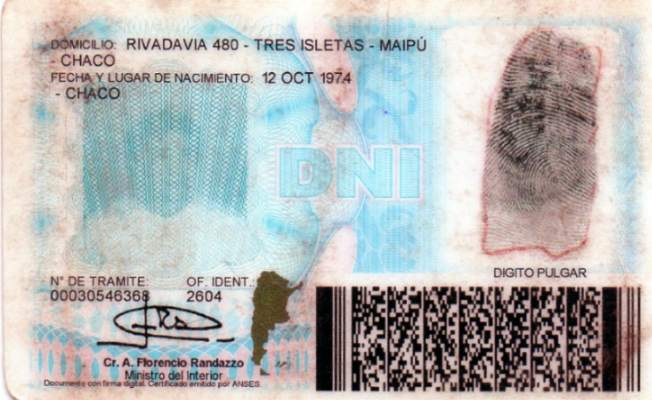 DOMICILIO: RIVADAVIA 480 - TRES ISLETAS - MAIPÚ
- CHACO
FECHA Y LUGAR DE NACIMIENTO: 12 OCT 1974
- CHACO
DNI
DIGITO PULGAR
N° DE TRAMITE: OF. IDENT.:
00030546368 2604
Cr. A. Florencio Randazzo
Ministro del Interior
Documento con firma digital. Certificado emitido por ANSES.